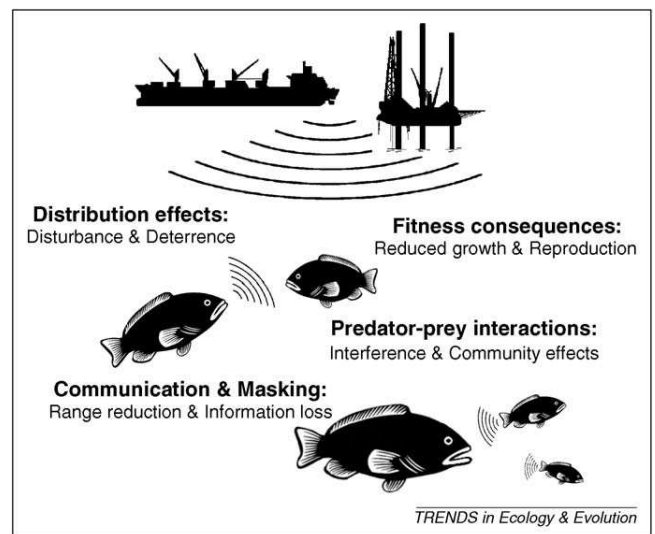 Distribution effects:
Disturbance & Deterrence
Fitness consequences:
Reduced growth & Reproduction
Predator-prey interactions:
Interference & Community effects
Communication & Masking:
Range reduction & Information loss
TRENDS in Ecology & Evolution